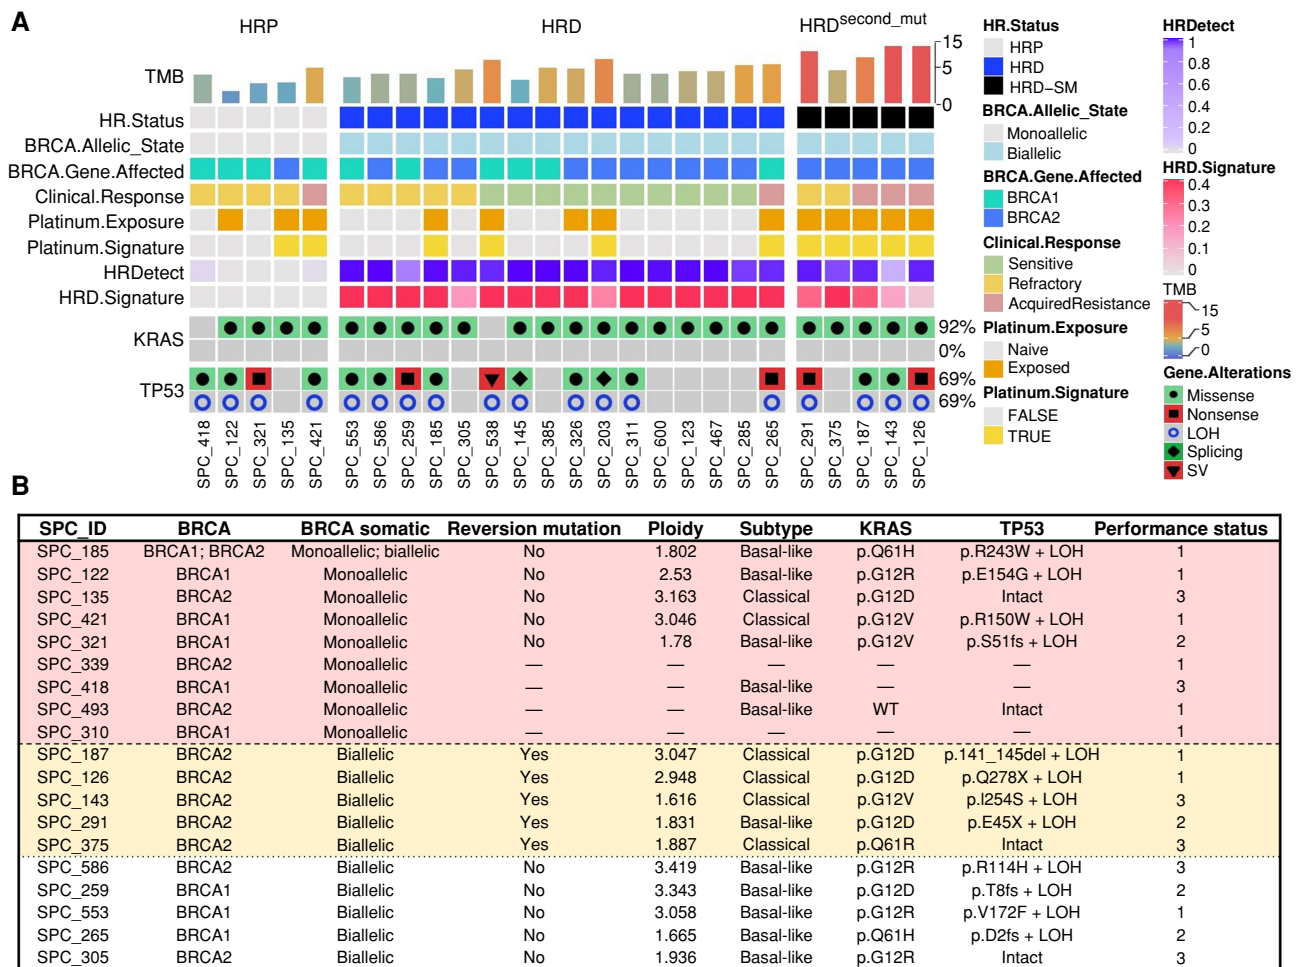 A
HRP
HRD
HRDsecond_mut
TMB
15
5
0
HR.Status
BRCA.Allelic_State
BRCA.Gene.Affected
Clinical.Response
Platinum.Exposure
Platinum.Signature
HRDetect
HRD.Signature
KRAS
92%
0%
TP53
69%
69%
SPC_418
SPC_122
SPC_321
SPC_135
SPC_421
SPC_553
SPC_586
SPC_259
SPC_185
SPC_305
SPC_538
SPC_145
SPC_385
SPC_326
SPC_203
SPC_311
SPC_600
SPC_123
SPC_467
SPC_285
SPC_265
SPC_291
SPC_375
SPC_187
SPC_143
SPC_126
HR.Status
HRP
HRD
HRD-SM
BRCA.Allelic_State
Monoallelic
Biallelic
BRCA.Gene.Affected
BRCA1
BRCA2
Clinical.Response
Sensitive
Refractory
AcquiredResistance
Platinum.Exposure
Naive
Exposed
Platinum.Signature
FALSE
TRUE
HRDetect
1
0.8
0.6
0.4
0.2
0
HRD.Signature
0.4
0.3
0.2
0.1
0
TMB
15
5
0
Gene.Alterations
Missense
Nonsense
LOH
Splicing
SV
B
SPC_ID BRCA BRCA somatic Reversion mutation Ploidy Subtype KRAS TP53 Performance status
SPC_185 BRCA1; BRCA2 Monoallelic; biallelic No 1.802 Basal-like p.Q61H p.R243W + LOH 1
SPC_122 BRCA1 Monoallelic No 2.53 Basal-like p.G12R p.E154G + LOH 1
SPC_135 BRCA2 Monoallelic No 3.163 Classical p.G12D Intact 3
SPC_421 BRCA1 Monoallelic No 3.046 Classical p.G12V p.R150W + LOH 1
SPC_321 BRCA1 Monoallelic No 1.78 Basal-like p.G12V p.S51fs + LOH 2
SPC_339 BRCA2 Monoallelic — — — — — 1
SPC_418 BRCA1 Monoallelic — — Basal-like — — 3
SPC_493 BRCA2 Monoallelic — — Basal-like WT Intact 1
SPC_310 BRCA1 Monoallelic — — — — — 1
SPC_187 BRCA2 Biallelic Yes 3.047 Classical p.G12D p.141_145del + LOH 1
SPC_126 BRCA2 Biallelic Yes 2.948 Classical p.G12D p.Q278X + LOH 1
SPC_143 BRCA2 Biallelic Yes 1.616 Classical p.G12V p.I254S + LOH 3
SPC_291 BRCA2 Biallelic Yes 1.831 Basal-like p.G12D p.E45X + LOH 2
SPC_375 BRCA2 Biallelic Yes 1.887 Classical p.Q61R Intact 3
SPC_586 BRCA2 Biallelic No 3.419 Basal-like p.G12R p.R114H + LOH 3
SPC_259 BRCA1 Biallelic No 3.343 Basal-like p.G12D p.T8fs + LOH 2
SPC_553 BRCA1 Biallelic No 3.058 Basal-like p.G12R p.V172F + LOH 1
SPC_265 BRCA1 Biallelic No 1.665 Basal-like p.Q61H p.D2fs + LOH 2
SPC_305 BRCA2 Biallelic No 1.936 Basal-like p.G12R Intact 3